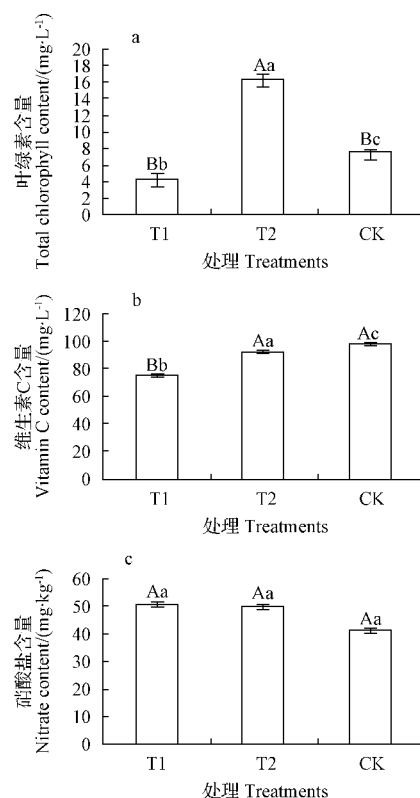 a
叶绿素含量
Total chlorophyll content/(mg·L⁻¹)
20
18
16
14
12
10
8
6
4
2
0
Bb
Aa
Bc
T1 T2 CK
处理 Treatments
b
维生素C含量
Vitamin C content/(mg·L⁻¹)
120
100
80
60
40
20
0
Bb
Aa
Ac
T1 T2 CK
处理 Treatments
c
硝酸盐含量
Nitrate content/(mg·kg⁻¹)
60
50
40
30
20
10
0
Aa
Aa
Aa
T1 T2 CK
处理 Treatments